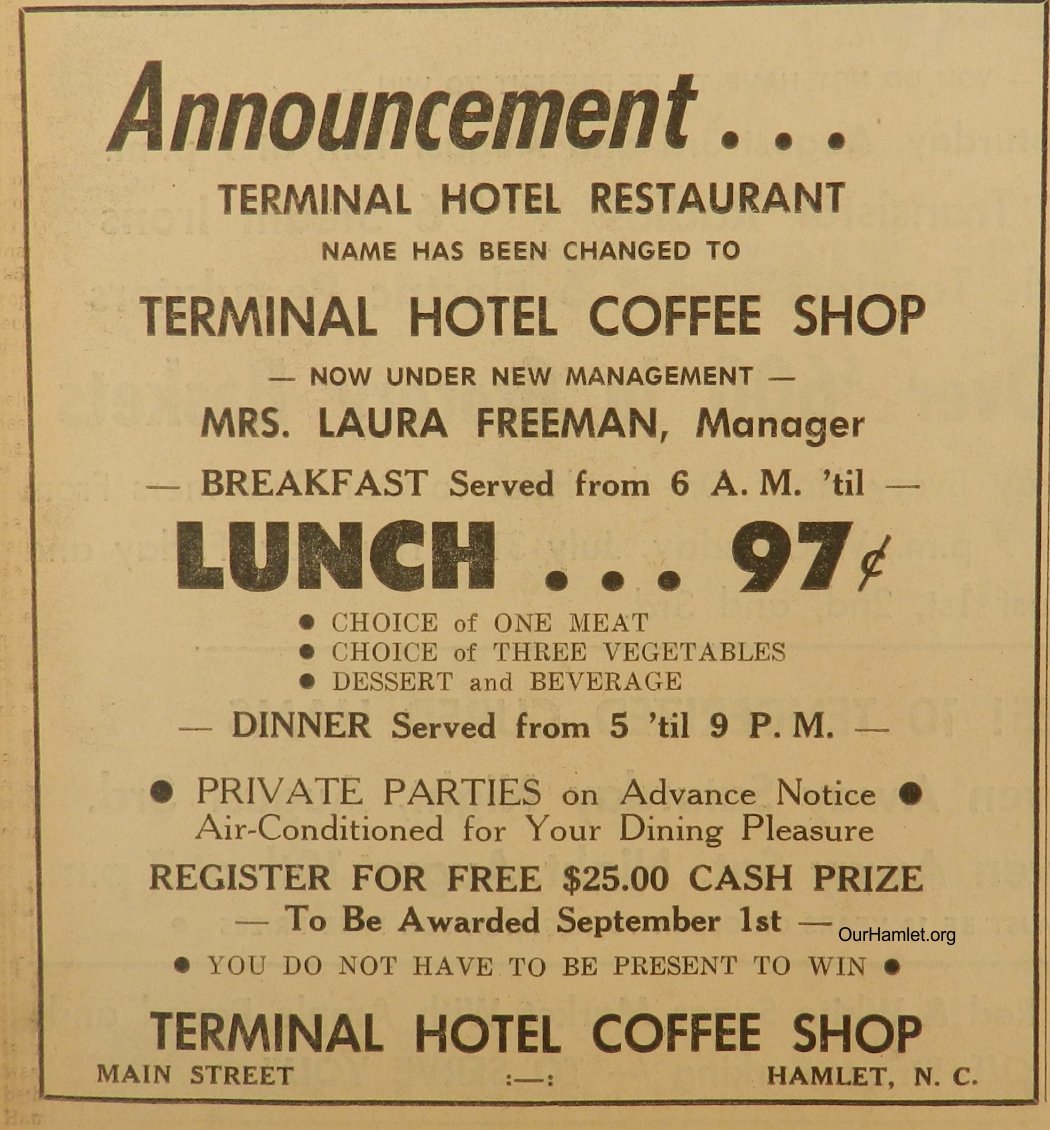 Announcement . . .
TERMINAL HOTEL RESTAURANT
NAME HAS BEEN CHANGED TO
TERMINAL HOTEL COFFEE SHOP
— NOW UNDER NEW MANAGEMENT —
MRS. LAURA FREEMAN, Manager
— BREAKFAST Served from 6 A. M. 'til —
LUNCH . . . 97¢
● CHOICE of ONE MEAT
● CHOICE of THREE VEGETABLES
● DESSERT and BEVERAGE
— DINNER Served from 5 'til 9 P. M. —
● PRIVATE PARTIES on Advance Notice ●
Air-Conditioned for Your Dining Pleasure
REGISTER FOR FREE $25.00 CASH PRIZE
— To Be Awarded September 1st —
OurHamlet.org
● YOU DO NOT HAVE TO BE PRESENT TO WIN ●
TERMINAL HOTEL COFFEE SHOP
MAIN STREET :—: HAMLET, N. C.